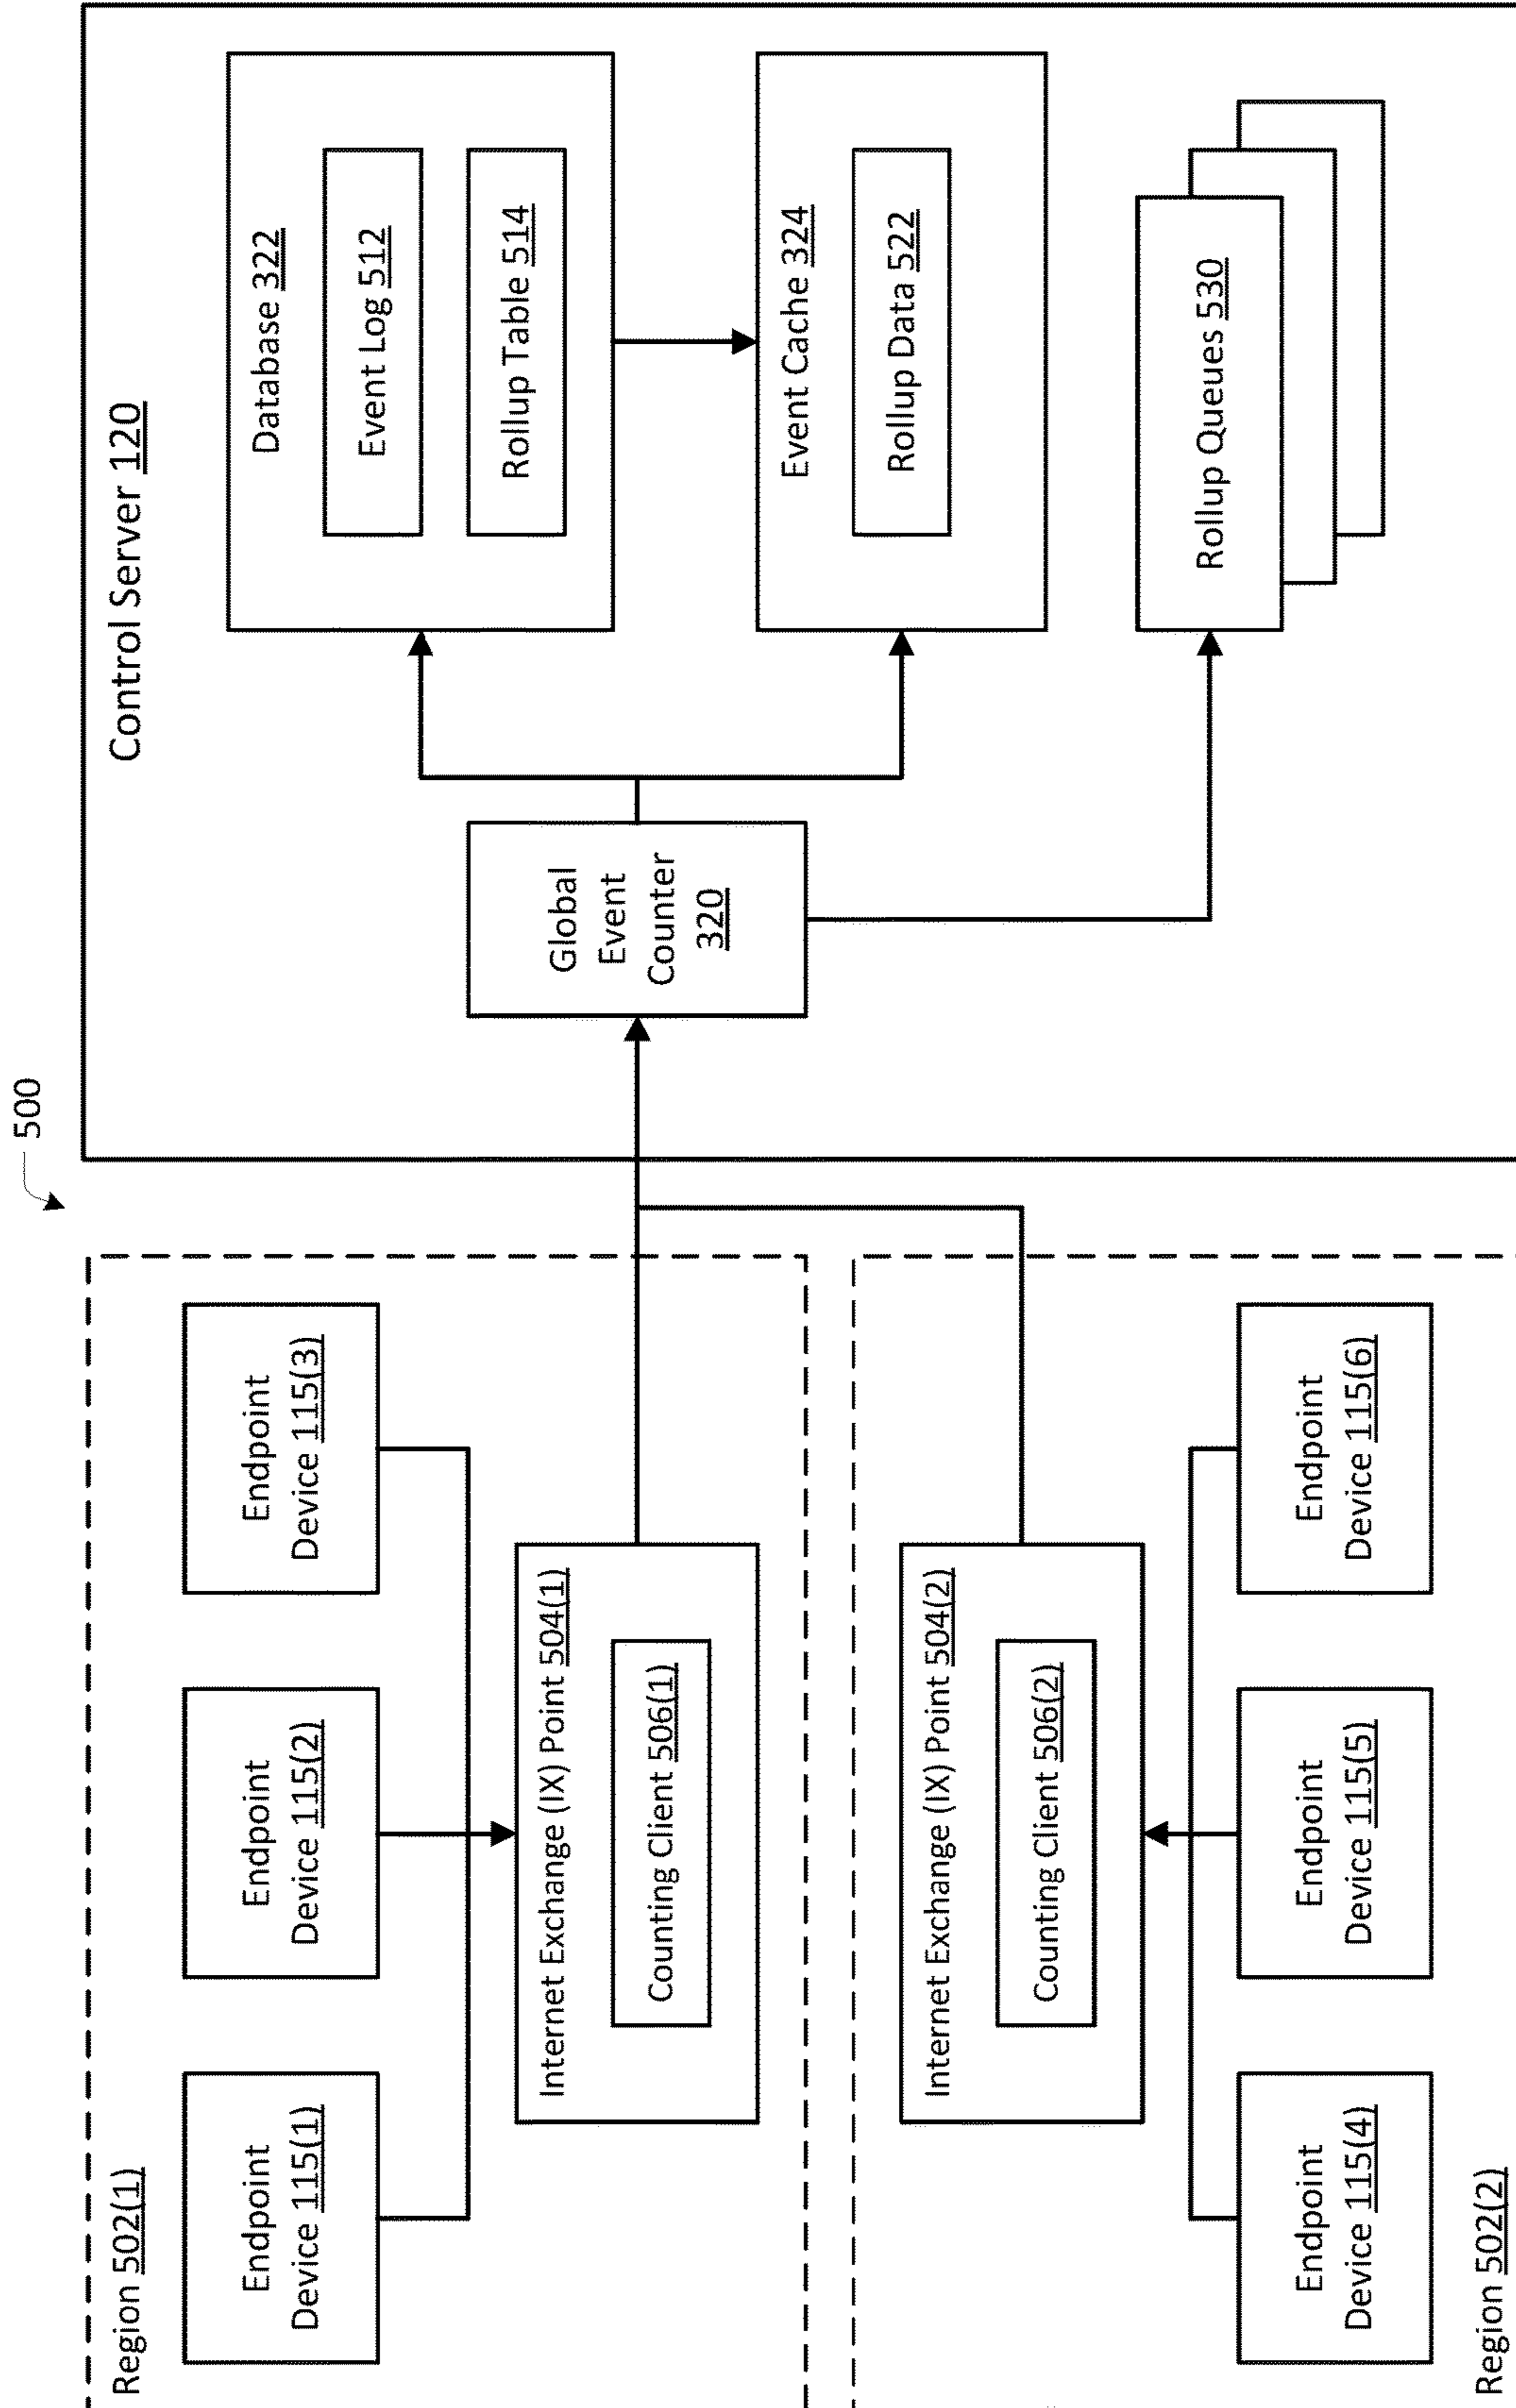 500
Region 502(1)
Endpoint
Device 115(1)
Endpoint
Device 115(2)
Endpoint
Device 115(3)
Internet Exchange (IX) Point 504(1)
Counting Client 506(1)
Internet Exchange (IX) Point 504(2)
Counting Client 506(2)
Endpoint
Device 115(4)
Endpoint
Device 115(5)
Endpoint
Device 115(6)
Region 502(2)
Control Server 120
Global
Event
Counter
320
Database 322
Event Log 512
Rollup Table 514
Event Cache 324
Rollup Data 522
Rollup Queues 530